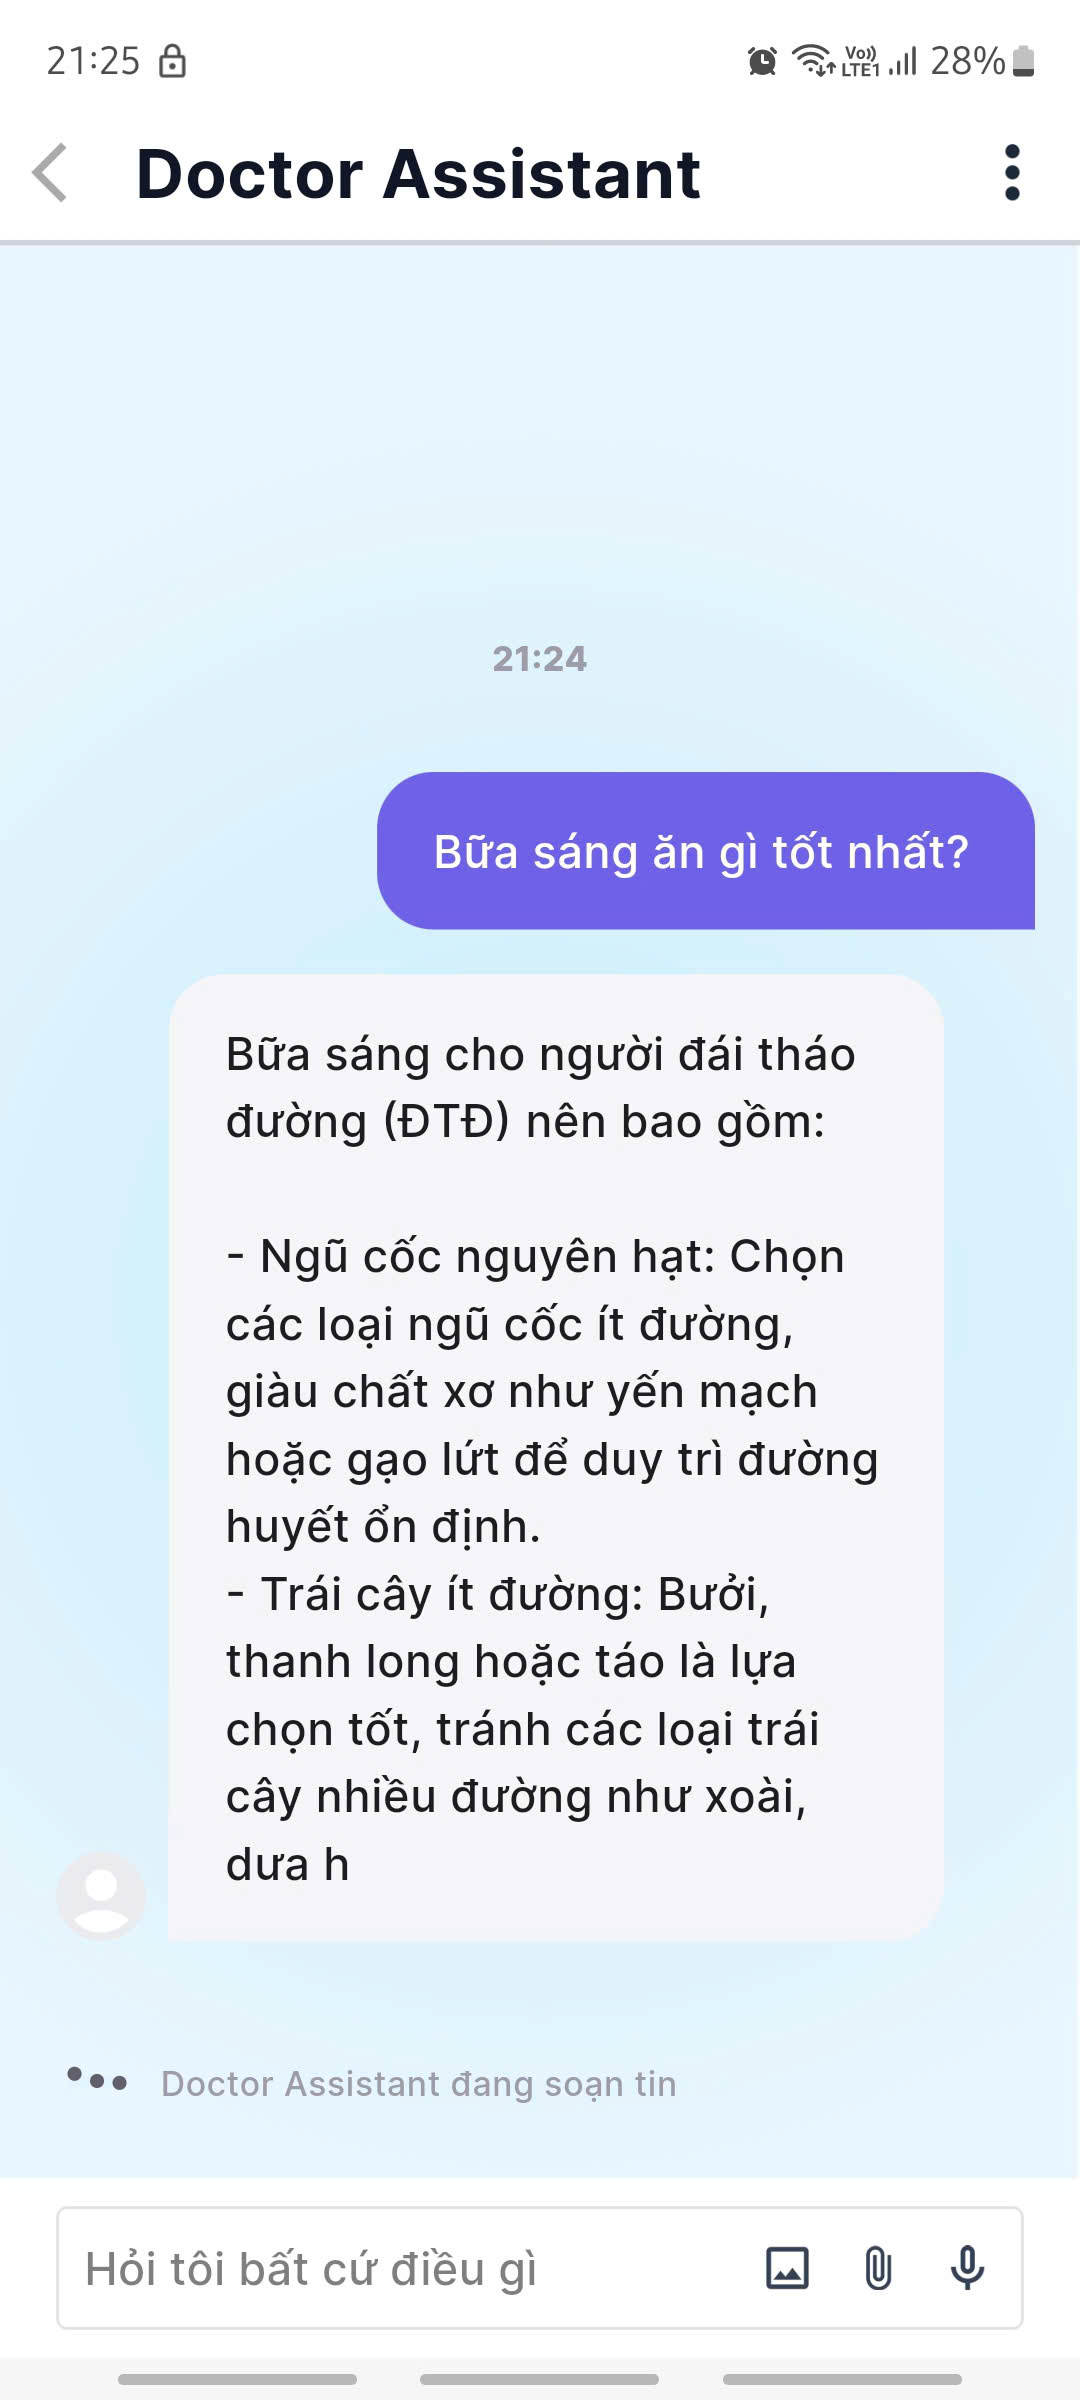 21:25
Vo)) LTE1 28%
Doctor Assistant
21:24
Bữa sáng ăn gì tốt nhất?
Bữa sáng cho người đái tháo
đường (ĐTĐ) nên bao gồm:
- Ngũ cốc nguyên hạt: Chọn
các loại ngũ cốc ít đường,
giàu chất xơ như yến mạch
hoặc gạo lứt để duy trì đường
huyết ổn định.
- Trái cây ít đường: Bưởi,
thanh long hoặc táo là lựa
chọn tốt, tránh các loại trái
cây nhiều đường như xoài,
dưa h
Doctor Assistant đang soạn tin
Hỏi tôi bất cứ điều gì